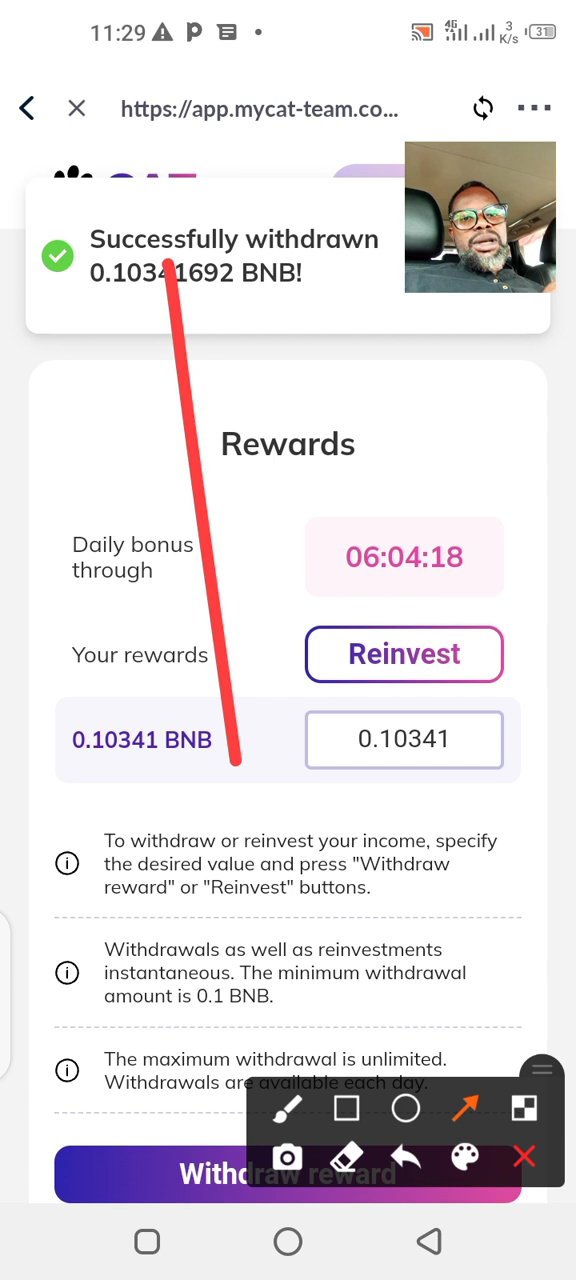 11:29
4G
3
K/s
31
https://app.mycat-team.co...
Successfully withdrawn
0.10341692 BNB!
Rewards
Daily bonus
through
06:04:18
Your rewards
Reinvest
0.10341 BNB
0.10341
To withdraw or reinvest your income, specify
the desired value and press "Withdraw
reward" or "Reinvest" buttons.
Withdrawals as well as reinvestments
instantaneous. The minimum withdrawal
amount is 0.1 BNB.
The maximum withdrawal is unlimited.
Withdrawals are available each day.
Withdraw reward